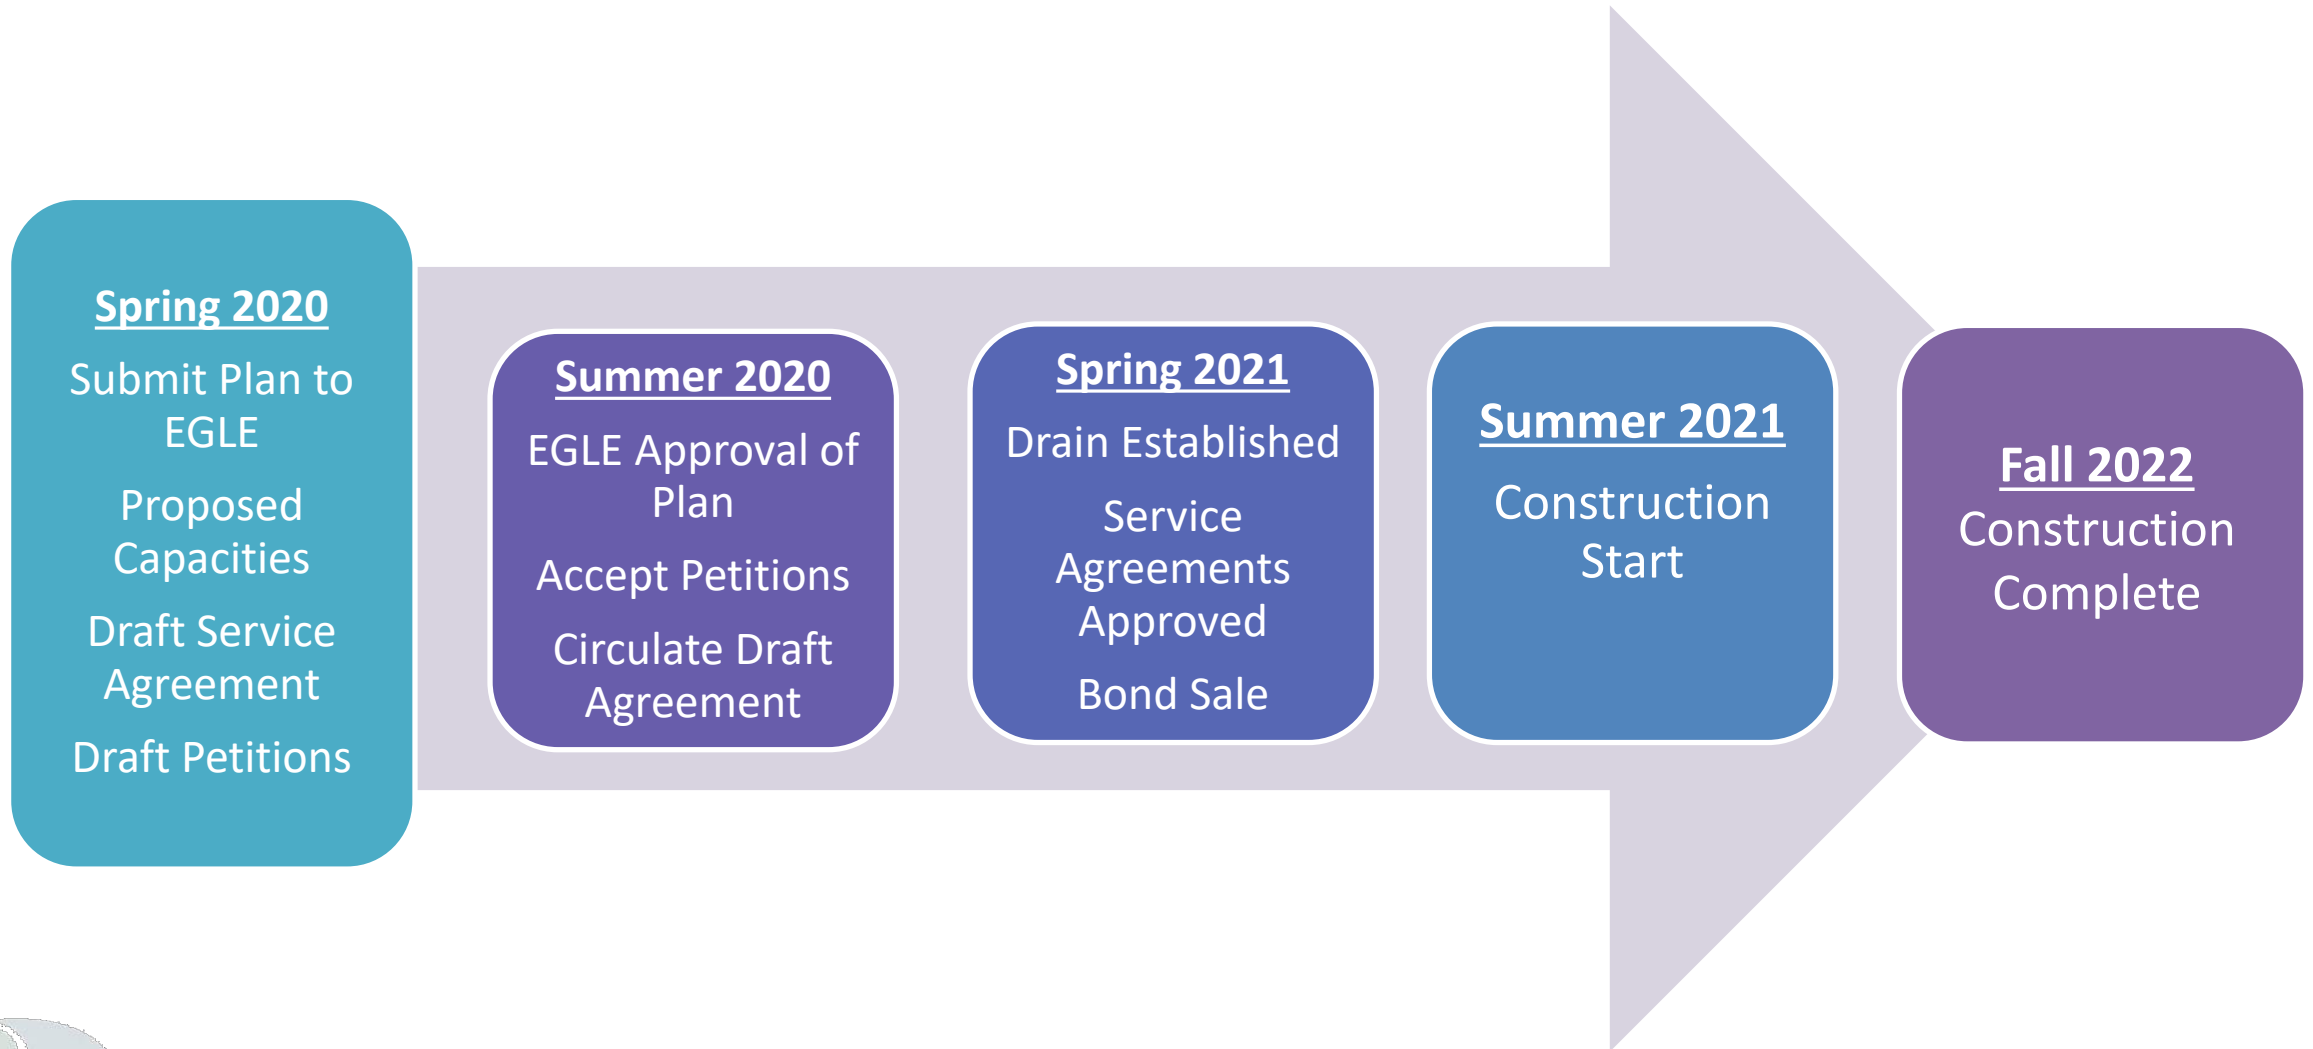 Spring 2020
Submit Plan to
EGLE
Proposed
Capacities
Draft Service
Agreement
Draft Petitions
Summer 2020
EGLE Approval of
Plan
Accept Petitions
Circulate Draft
Agreement
Spring 2021
Drain Established
Service
Agreements
Approved
Bond Sale
Summer 2021
Construction
Start
Fall 2022
Construction
Complete